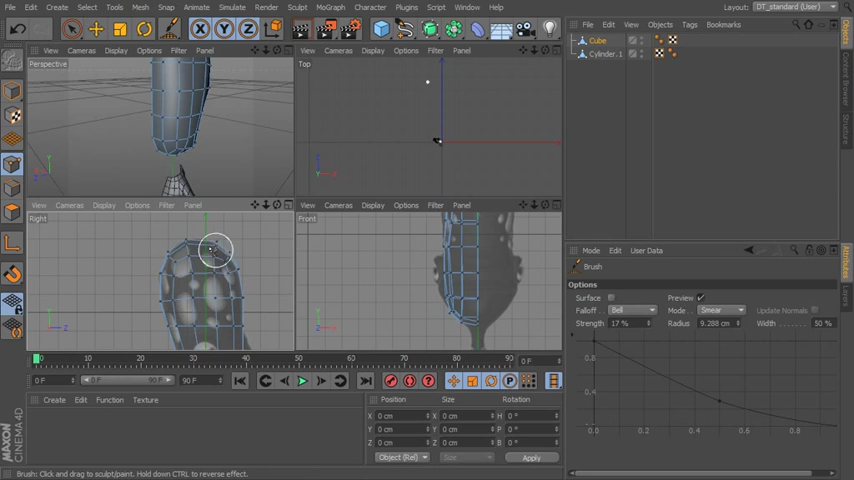 File Edit Create Select Tools Mesh Snap Animate Simulate Render Sculpt MoGraph Character Plugins Script Window Help Layout: DT_standard (User)
X Y Z
File Edit View Objects Tags Bookmarks
Cube
Cylinder.1
View Cameras Display Options Filter Panel
Perspective
View Cameras Display Options Filter Panel
Top
View Cameras Display Options Filter Panel
Right
View Cameras Display Options Filter Panel
Front
Objects
Content Browser
Structure
Mode Edit User Data
Brush
Options
Surface Preview
Falloff Bell Mode Smear Update Normals
Strength 17 % Radius 9.288 cm Width 50 %
0.8
0.4
0.0 0.2 0.4 0.6 0.8
Attributes
Layers
0 10 20 30 40 50 60 70 80 90 0 F
0 F 0 F 90 F 90 F
Create Edit Function Texture
Position Size Rotation
X 0 cm X 0 cm H 0 °
Y 0 cm Y 0 cm P 0 °
Z 0 cm Z 0 cm B 0 °
Object (Rel) Size Apply
MAXON
CINEMA 4D
Brush: Click and drag to sculpt/paint. Hold down CTRL to reverse effect.